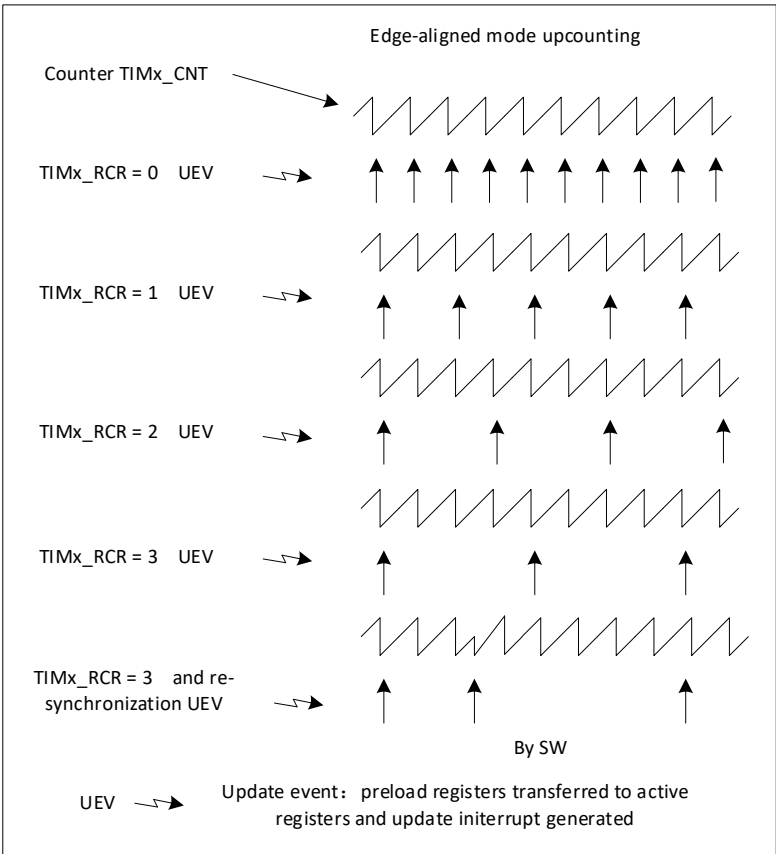 Edge-aligned mode upcounting
Counter TIMx_CNT
TIMx_RCR = 0 UEV
TIMx_RCR = 1 UEV
TIMx_RCR = 2 UEV
TIMx_RCR = 3 UEV
TIMx_RCR = 3 and re-
synchronization UEV
By SW
UEV
Update event：preload registers transferred to active
registers and update initerrupt generated